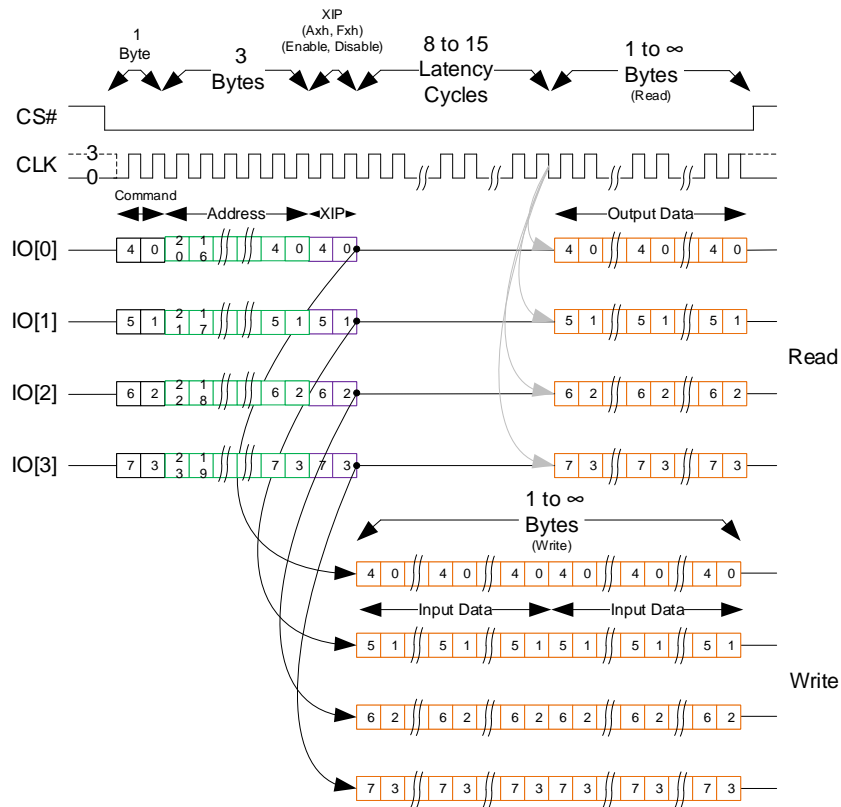 1
Byte
3
Bytes
XIP
(Axh, Fxh)
(Enable, Disable)
8 to 15
Latency
Cycles
1 to ∞
Bytes
(Read)
CS#
CLK
3
0
Command
Address
XIP
Output Data
IO[0]
4 0 20 16 4 0 4 0 4 0 4 0 4 0
IO[1]
5 1 21 17 5 1 5 1 5 1 5 1 5 1
Read
IO[2]
6 2 22 18 6 2 6 2 6 2 6 2 6 2
IO[3]
7 3 23 19 7 3 7 3 7 3 7 3 7 3
1 to ∞
Bytes
(Write)
4 0 4 0 4 0 4 0 4 0 4 0
Input Data Input Data
5 1 5 1 5 1 5 1 5 1 5 1
Write
6 2 6 2 6 2 6 2 6 2 6 2
7 3 7 3 7 3 7 3 7 3 7 3